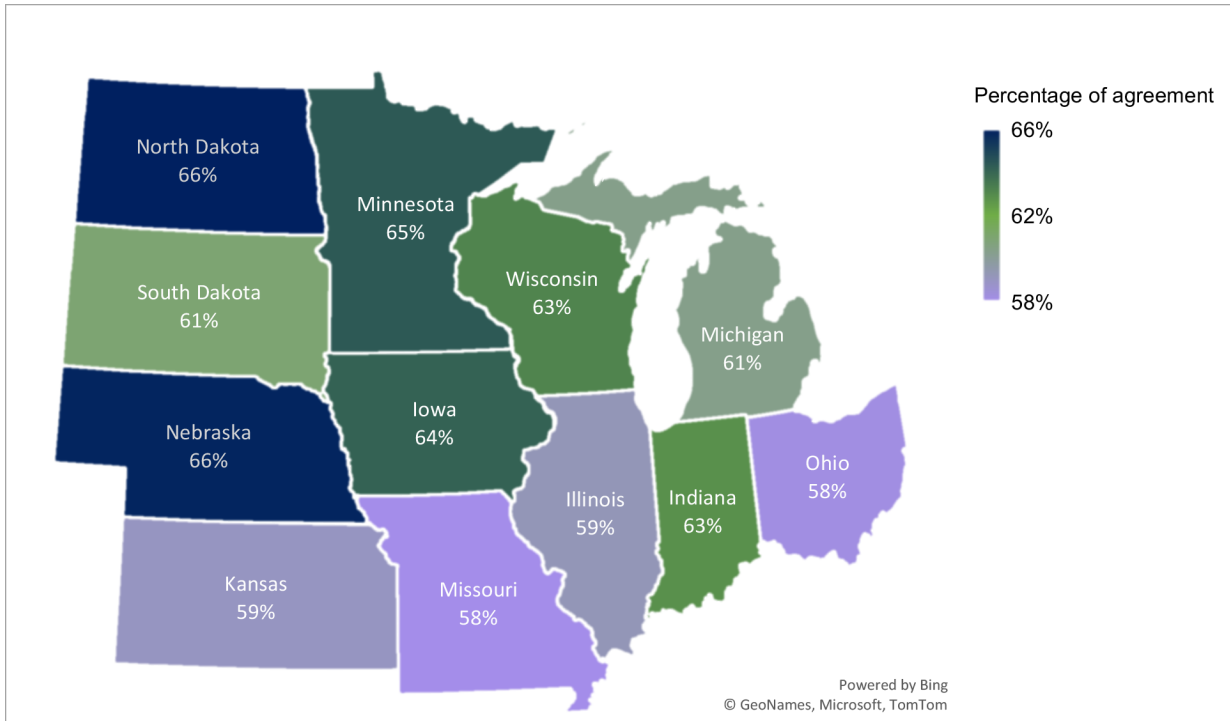 Percentage of agreement
66%
62%
58%
North Dakota
66%
Minnesota
65%
South Dakota
61%
Wisconsin
63%
Michigan
61%
Nebraska
66%
Iowa
64%
Illinois
59%
Indiana
63%
Ohio
58%
Kansas
59%
Missouri
58%
Powered by Bing
© GeoNames, Microsoft, TomTom